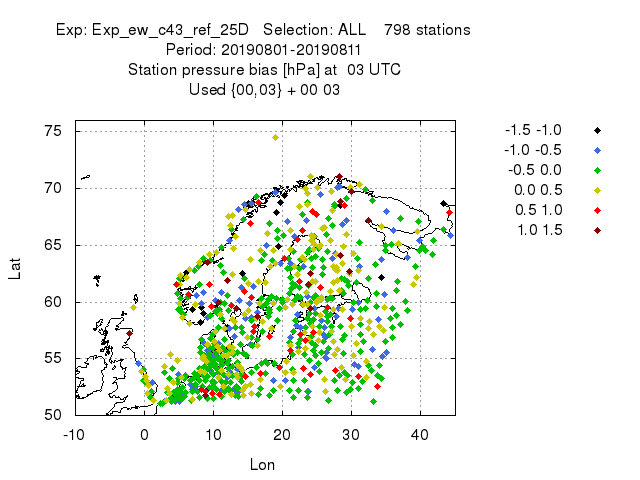 Exp: Exp_ew_c43_ref_25D   Selection: ALL    798 stations
Period: 20190801-20190811
Station pressure bias [hPa] at  03 UTC
Used {00,03} + 00 03
-1.5 -1.0
-1.0 -0.5
-0.5 0.0
0.0 0.5
0.5 1.0
1.0 1.5
75
70
65
60
55
50
Lat
-10 0 10 20 30 40
Lon